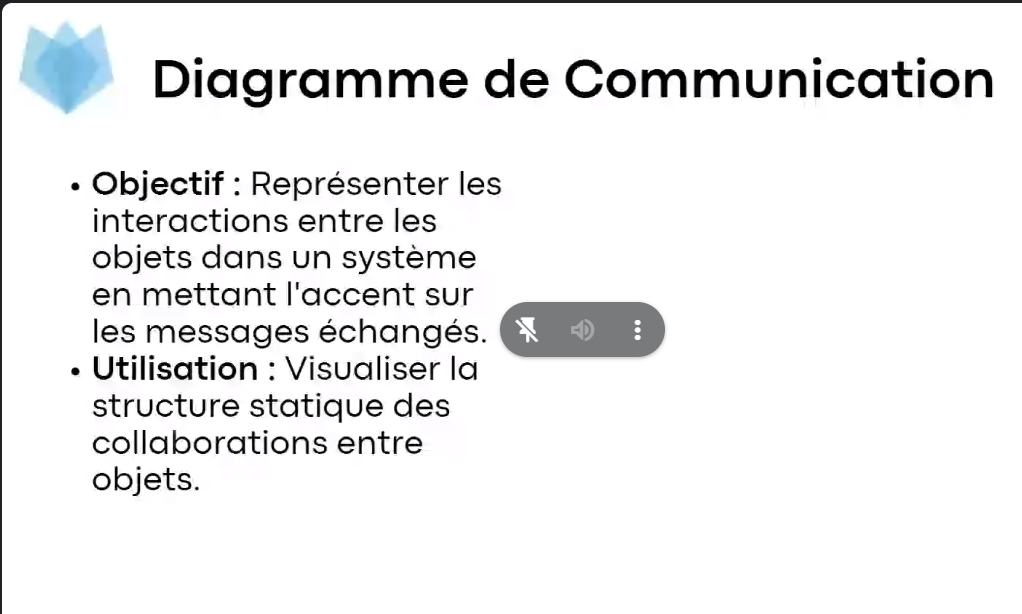 Diagramme de Communication
• Objectif : Représenter les
interactions entre les
objets dans un système
en mettant l'accent sur
les messages échangés.
• Utilisation : Visualiser la
structure statique des
collaborations entre
objets.